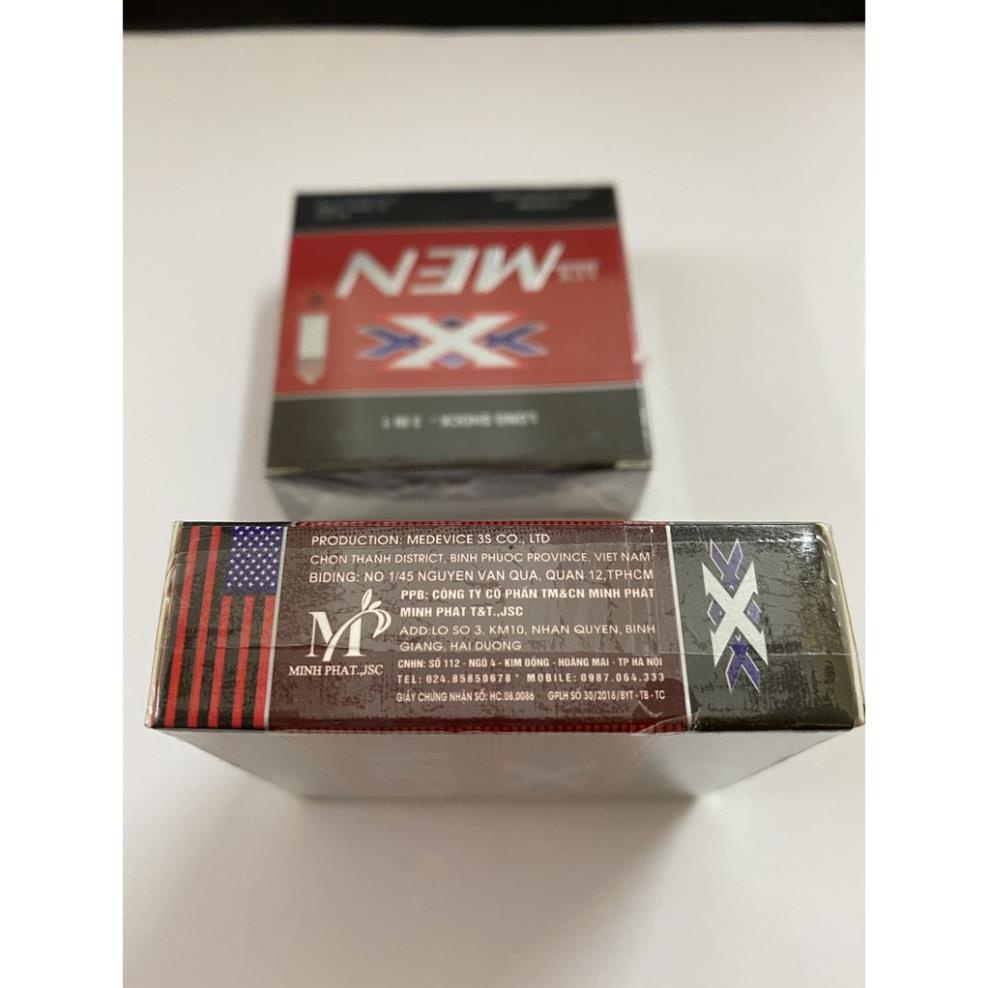 MEN
X
LONG SHOCK - 2 IN 1
PRODUCTION: MEDEVICE 3S CO., LTD
CHON THANH DISTRICT, BINH PHUOC PROVINCE, VIET NAM
BIDING: NO 1/45 NGUYEN VAN QUA, QUAN 12,TPHCM
PPB: CÔNG TY CỔ PHẦN TM&CN MINH PHÁT
MINH PHAT T&T.,JSC
ADD:LO SO 3, KM10, NHAN QUYEN, BINH
GIANG, HAI DUONG
CNHN: SỐ 112 - NGÕ 4 - KIM ĐỒNG - HOÀNG MAI - TP HÀ NỘI
TEL: 024.85850678 * MOBILE: 0987.064.333
GIẤY CHỨNG NHẬN SỐ: HC.08.0086 GPLH SỐ 30/2018/BYT - TB - TC
MP
MINH PHAT.,JSC
X